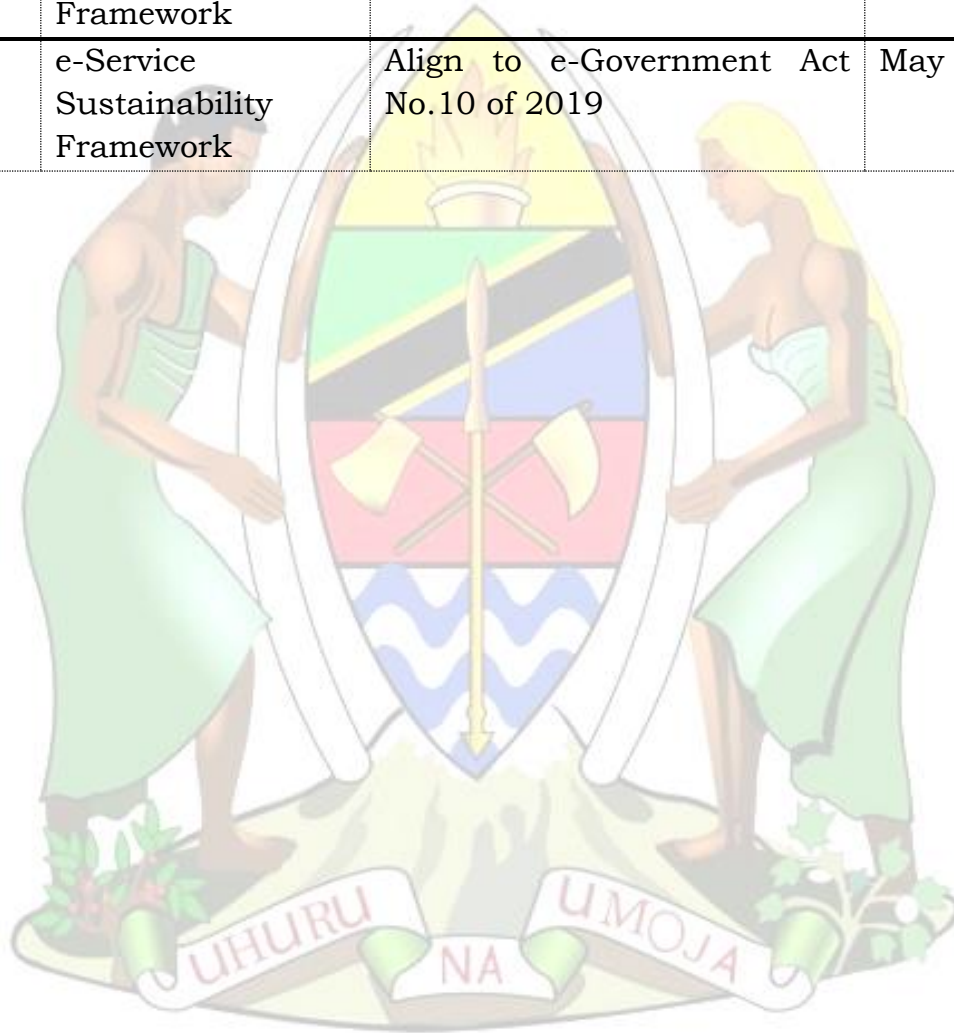 Framework
e-Service Align to e-Government Act May
Sustainability No.10 of 2019
Framework
UHURU NA UMOJA